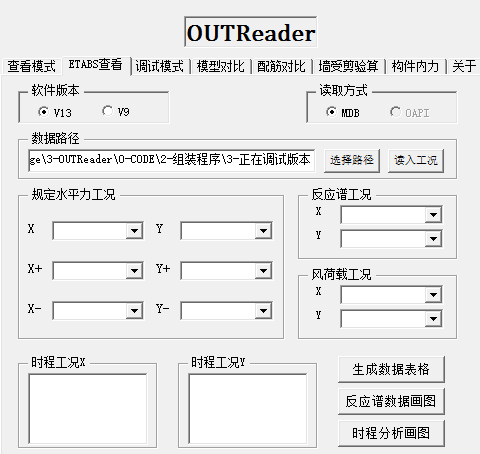 OUTReader
查看模式 ETABS查看 调试模式 模型对比 配筋对比 墙受剪验算 构件内力 关于
软件版本 读取方式
V13 V9 MDB OAPI
数据路径
ge\3-OUTReader\0-CODE\2-组装程序\3-正在调试版本 选择路径 读入工况
规定水平力工况 反应谱工况
X Y X
Y
X+ Y+
风荷载工况
X- Y- X
Y
时程工况X 时程工况Y
生成数据表格
反应谱数据画图
时程分析画图